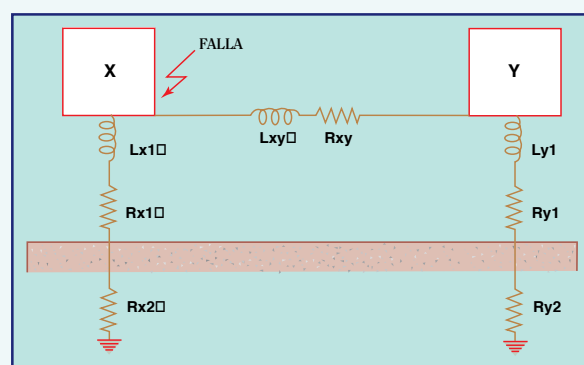 FALLA
X
Y
Lx1□
Lxy□ Rxy
Ly1
Rx1□
Ry1
Rx2□
Ry2